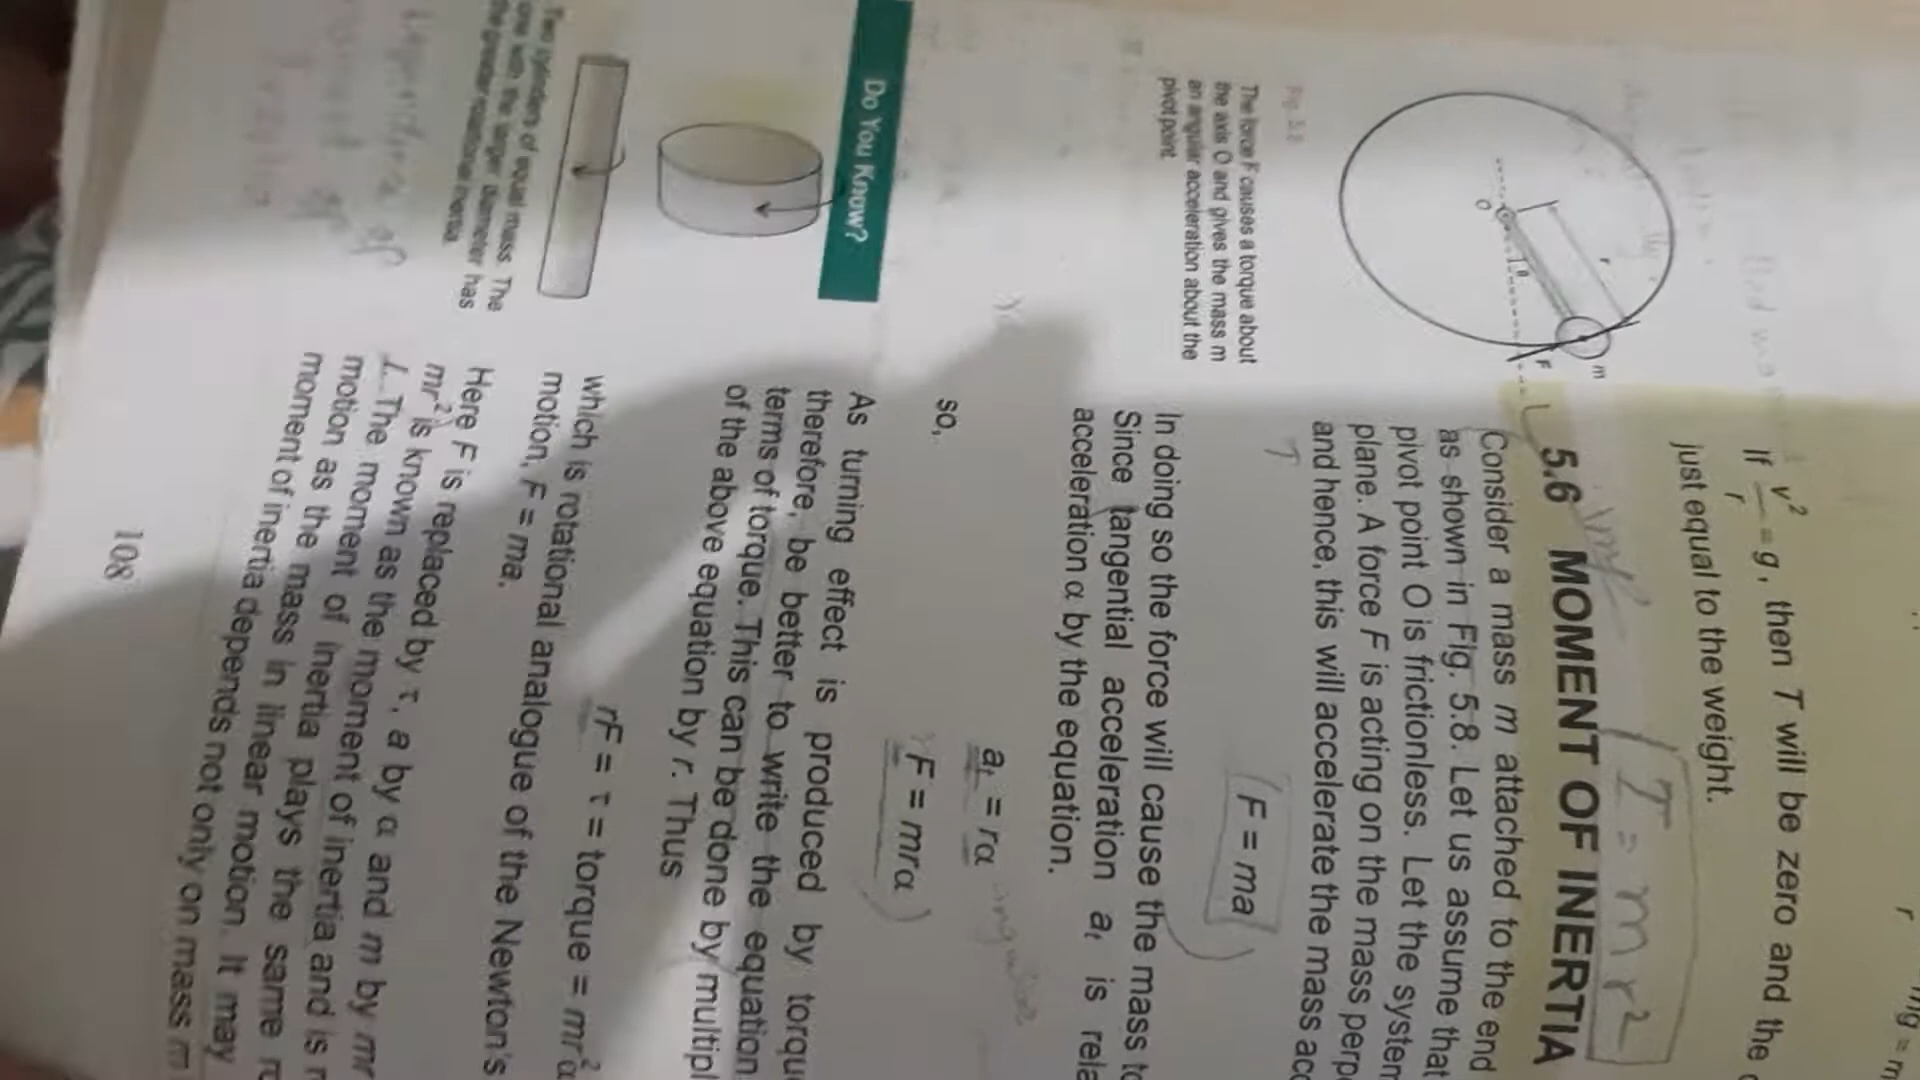 mg = m
r
If v²/r = g, then T will be zero and the
just equal to the weight.
I = mr²
5.6 MOMENT OF INERTIA
Consider a mass m attached to the end
as shown in Fig. 5.8. Let us assume that
pivot point O is frictionless. Let the system
plane. A force F is acting on the mass perp
and hence, this will accelerate the mass acc
F = ma
In doing so the force will cause the mass to
Since tangential acceleration aₜ is rela
acceleration α by the equation.
aₜ = rα
so,
F = mrα
As turning effect is produced by torqu
therefore, be better to write the equation
terms of torque. This can be done by multipl
of the above equation by r. Thus
rF = τ = torque = mr²α
which is rotational analogue of the Newton's
motion, F = ma.
Here F is replaced by τ, a by α and m by mr
mr² is known as the moment of inertia and is r
I. The moment of inertia plays the same ro
motion as the mass in linear motion. It may
moment of inertia depends not only on mass m
108
m
F
r
θ
O
Fig. 5.8
The force F causes a torque about
the axis O and gives the mass m
an angular acceleration about the
pivot point.
Do You Know?
Two cylinders of equal mass. The
one with the larger diameter has
the greater rotational inertia.